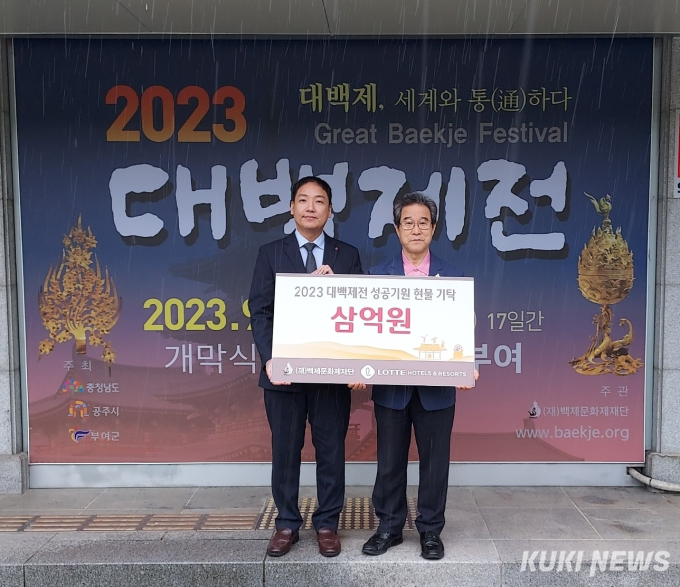 2023
대백제, 세계와 통(通)하다
Great Baekje Festival
대백제전
2023.9
17일간
개막식
부여
주최
충청남도
공주시
부여군
주관
(재)백제문화제재단
www.baekje.org
2023 대백제전 성공기원 현물 기탁
삼억원
(재)백제문화제재단
LOTTE HOTELS & RESORTS
KUKI NEWS